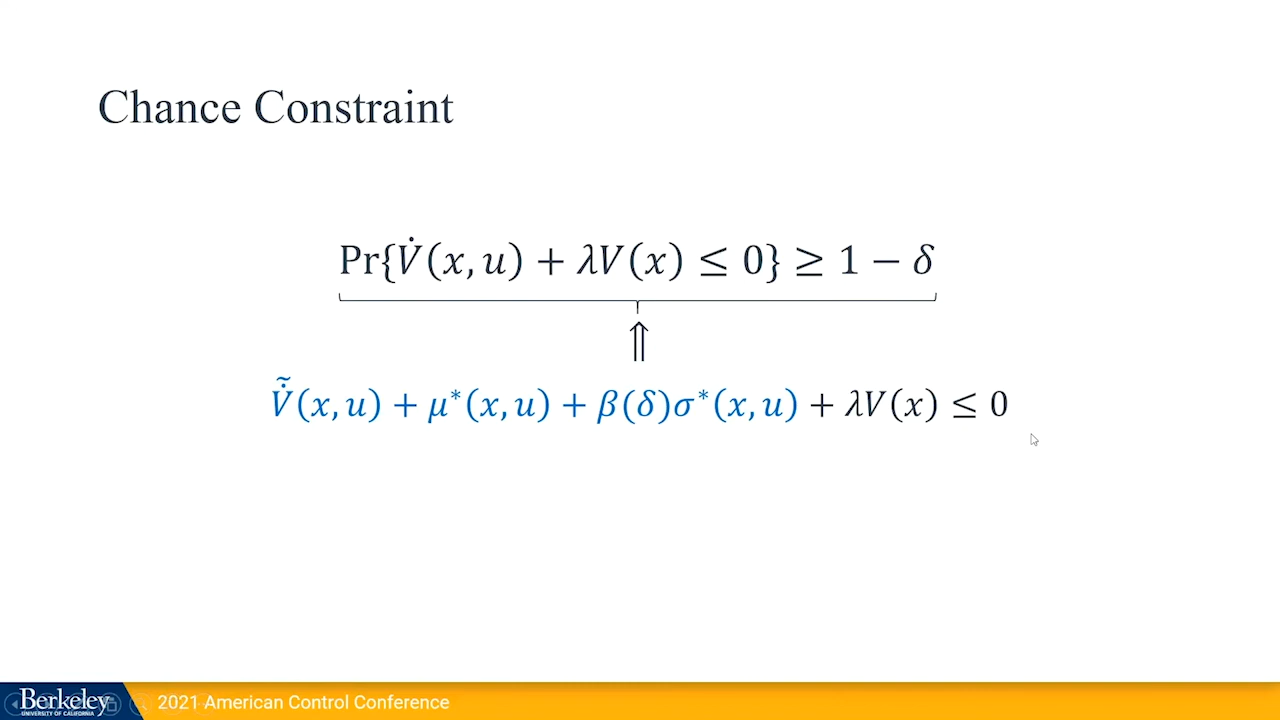 Chance Constraint
Pr{V̇(x, u) + λV(x) ≤ 0} ≥ 1 − δ
⇑
Ṽ̇(x, u) + μ*(x, u) + β(δ)σ*(x, u) + λV(x) ≤ 0
Berkeley
UNIVERSITY OF CALIFORNIA
2021 American Control Conference